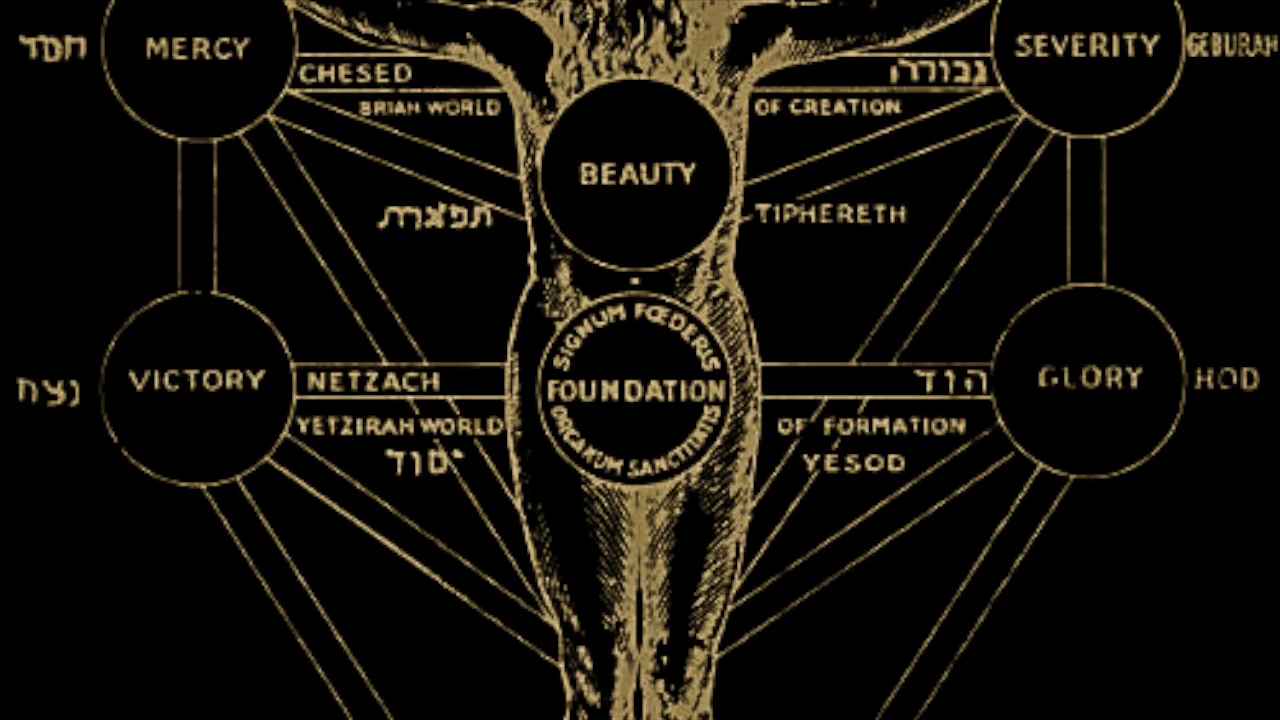 חסד
MERCY
SEVERITY
GEBURAH
CHESED
גבורה
BRIAH WORLD
OF CREATION
BEAUTY
תפארת
TIPHERETH
SIGNUM FŒDERIS
נצח
VICTORY
NETZACH
FOUNDATION
הוד
GLORY
HOD
YETZIRAH WORLD
OF FORMATION
ORGANUM SANCTITATIS
יסוד
YESOD